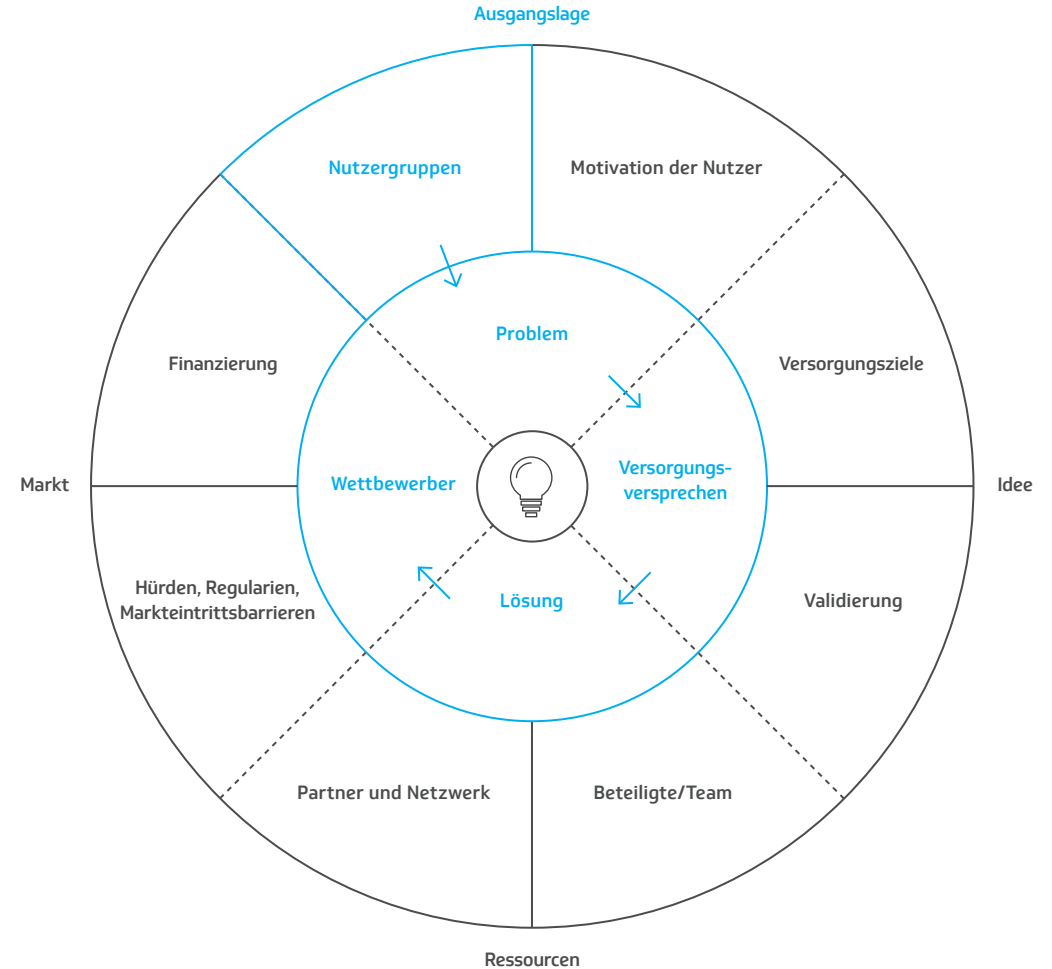 Ausgangslage
Nutzergruppen
Motivation der Nutzer
Problem
Finanzierung
Versorgungsziele
Markt
Wettbewerber
Versorgungs-
versprechen
Idee
Hürden, Regularien,
Markteintrittsbarrieren
Lösung
Validierung
Partner und Netzwerk
Beteiligte/Team
Ressourcen